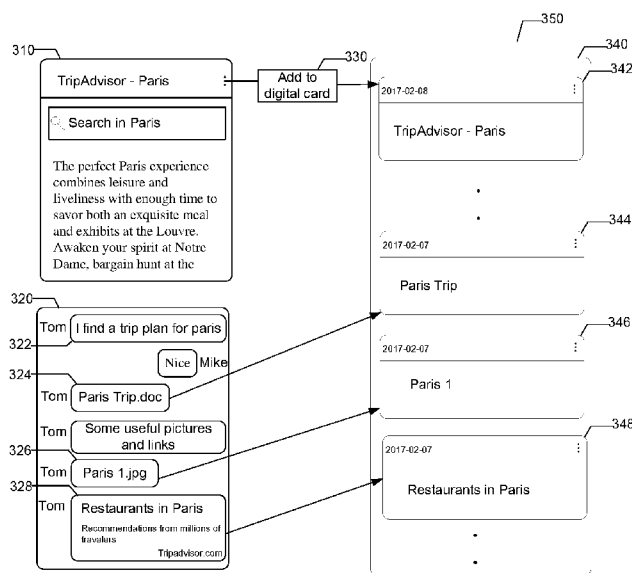 350
310
330
340
TripAdvisor - Paris
Add to
digital card
342
2017-02-08
Search in Paris
TripAdvisor - Paris
The perfect Paris experience
combines leisure and
liveliness with enough time to
savor both an exquisite meal
and exhibits at the Louvre.
Awaken your spirit at Notre
Dame, bargain hunt at the
344
2017-02-07
Paris Trip
320
Tom
I find a trip plan for paris
322
346
2017-02-07
Nice
Mike
324
Paris 1
Tom
Paris Trip.doc
Tom
Some useful pictures
and links
348
326
2017-02-07
Tom
Paris 1.jpg
328
Restaurants in Paris
Tom
Restaurants in Paris
Recommendations from millions of
travelers
Tripadvisor.com